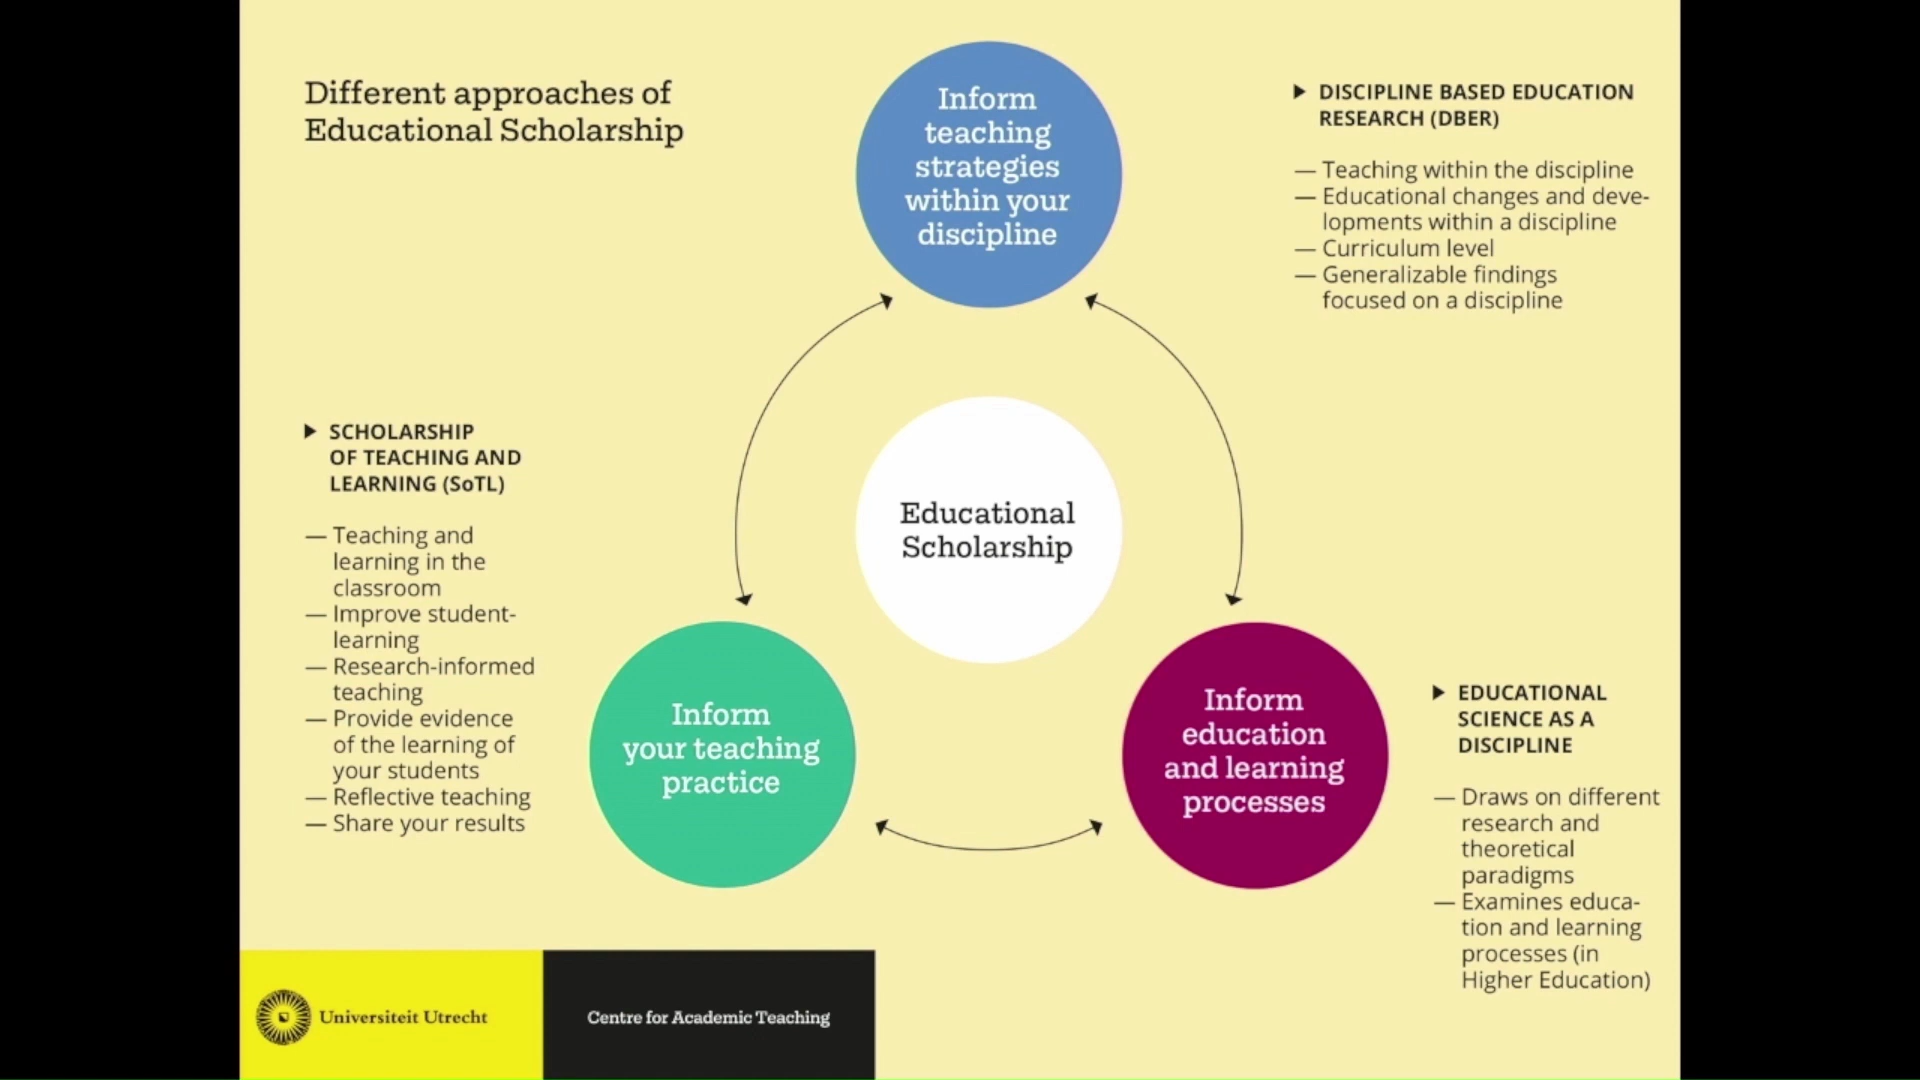 Different approaches of
Educational Scholarship
Inform
teaching
strategies
within your
discipline
▶ DISCIPLINE BASED EDUCATION
RESEARCH (DBER)
— Teaching within the discipline
— Educational changes and deve-
lopments within a discipline
— Curriculum level
— Generalizable findings
focused on a discipline
Educational
Scholarship
▶ SCHOLARSHIP
OF TEACHING AND
LEARNING (SoTL)
— Teaching and
learning in the
classroom
— Improve student-
learning
— Research-informed
teaching
— Provide evidence
of the learning of
your students
— Reflective teaching
— Share your results
Inform
your teaching
practice
Inform
education
and learning
processes
▶ EDUCATIONAL
SCIENCE AS A
DISCIPLINE
— Draws on different
research and
theoretical
paradigms
— Examines educa-
tion and learning
processes (in
Higher Education)
Universiteit Utrecht
Centre for Academic Teaching